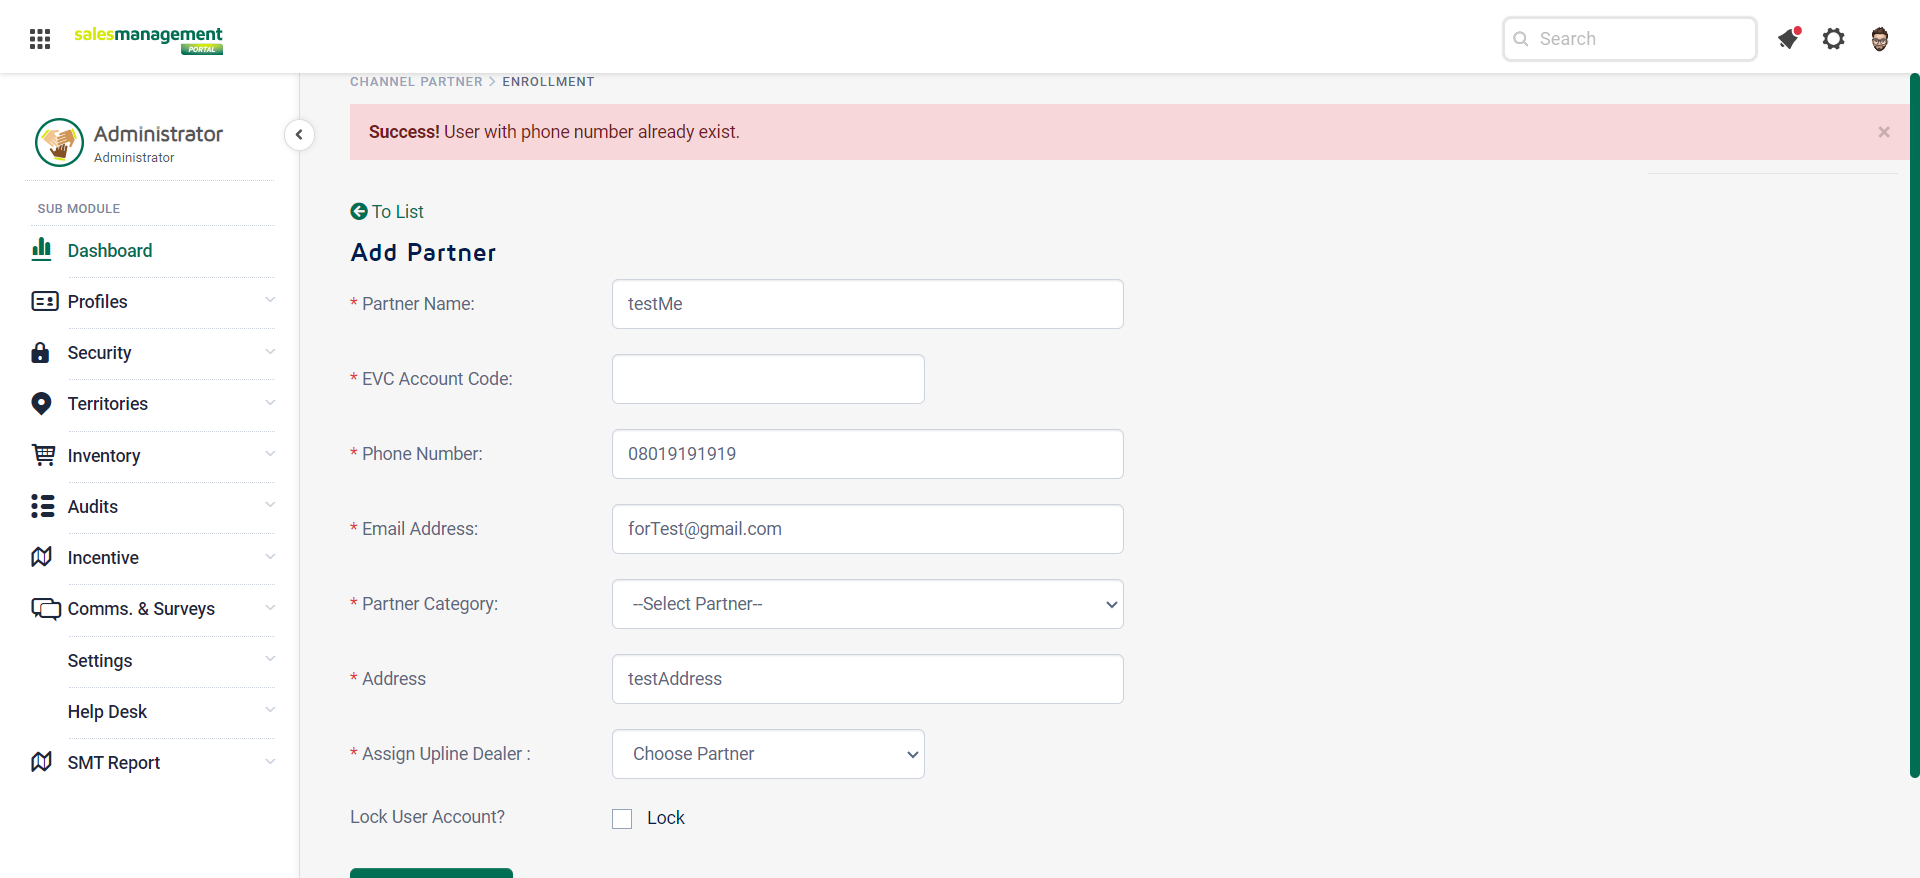 salesmanagement
PORTAL
Search
Administrator
Administrator
SUB MODULE
Dashboard
Profiles
Security
Territories
Inventory
Audits
Incentive
Comms. & Surveys
Settings
Help Desk
SMT Report
CHANNEL PARTNER > ENROLLMENT
Success! User with phone number already exist.
×
To List
Add Partner
* Partner Name:
testMe
* EVC Account Code:
* Phone Number:
08019191919
* Email Address:
forTest@gmail.com
* Partner Category:
--Select Partner--
* Address
testAddress
* Assign Upline Dealer :
Choose Partner
Lock User Account?
Lock